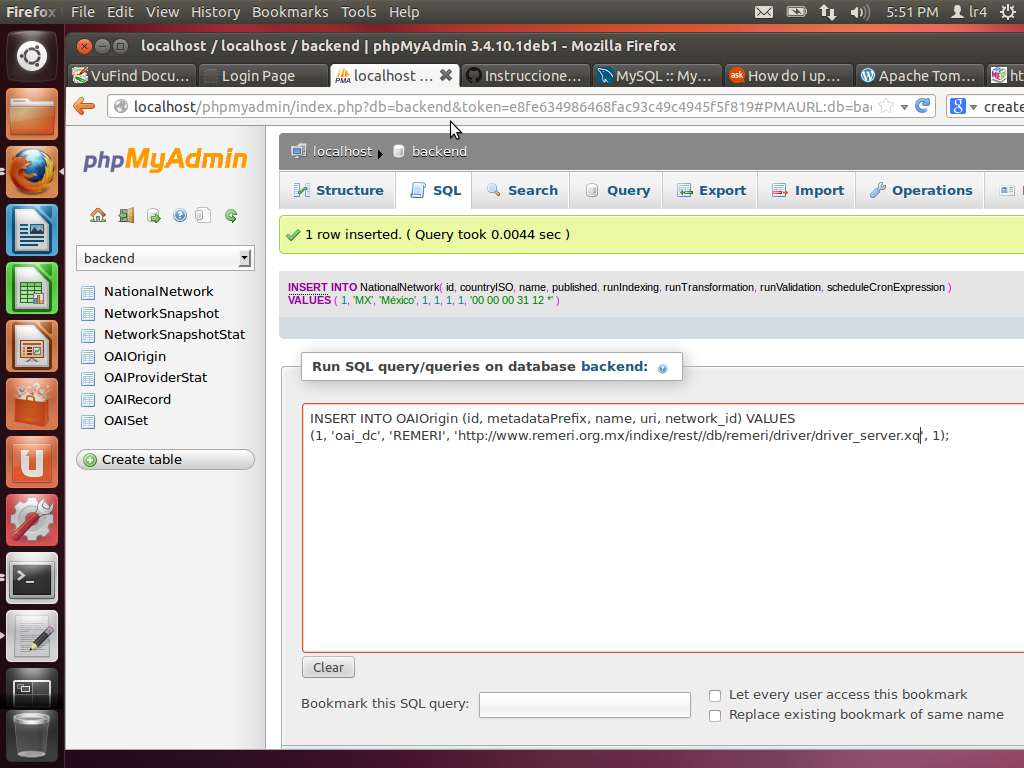 Firefox File Edit View History Bookmarks Tools Help 5:51 PM lr4
localhost / localhost / backend | phpMyAdmin 3.4.10.1deb1 - Mozilla Firefox
VuFind Docu... Login Page localhost ... Instruccione... MySQL :: My... ask How do I up... Apache Tom... ht
localhost/phpmyadmin/index.php?db=backend&token=e8fe634986468fac93c49c4945f5f819#PMAURL:db=bac create
phpMyAdmin
localhost backend
Structure SQL Search Query Export Import Operations
1 row inserted. ( Query took 0.0044 sec )
backend
NationalNetwork
NetworkSnapshot
NetworkSnapshotStat
OAIOrigin
OAIProviderStat
OAIRecord
OAISet
Create table
INSERT INTO NationalNetwork( id, countryISO, name, published, runIndexing, runTransformation, runValidation, scheduleCronExpression )
VALUES ( 1, 'MX', 'México', 1, 1, 1, 1, '00 00 00 31 12 *' )
Run SQL query/queries on database backend:
INSERT INTO OAIOrigin (id, metadataPrefix, name, uri, network_id) VALUES
(1, 'oai_dc', 'REMERI', 'http://www.remeri.org.mx/indixe/rest//db/remeri/driver/driver_server.xq', 1);
Clear
Bookmark this SQL query:
Let every user access this bookmark
Replace existing bookmark of same name